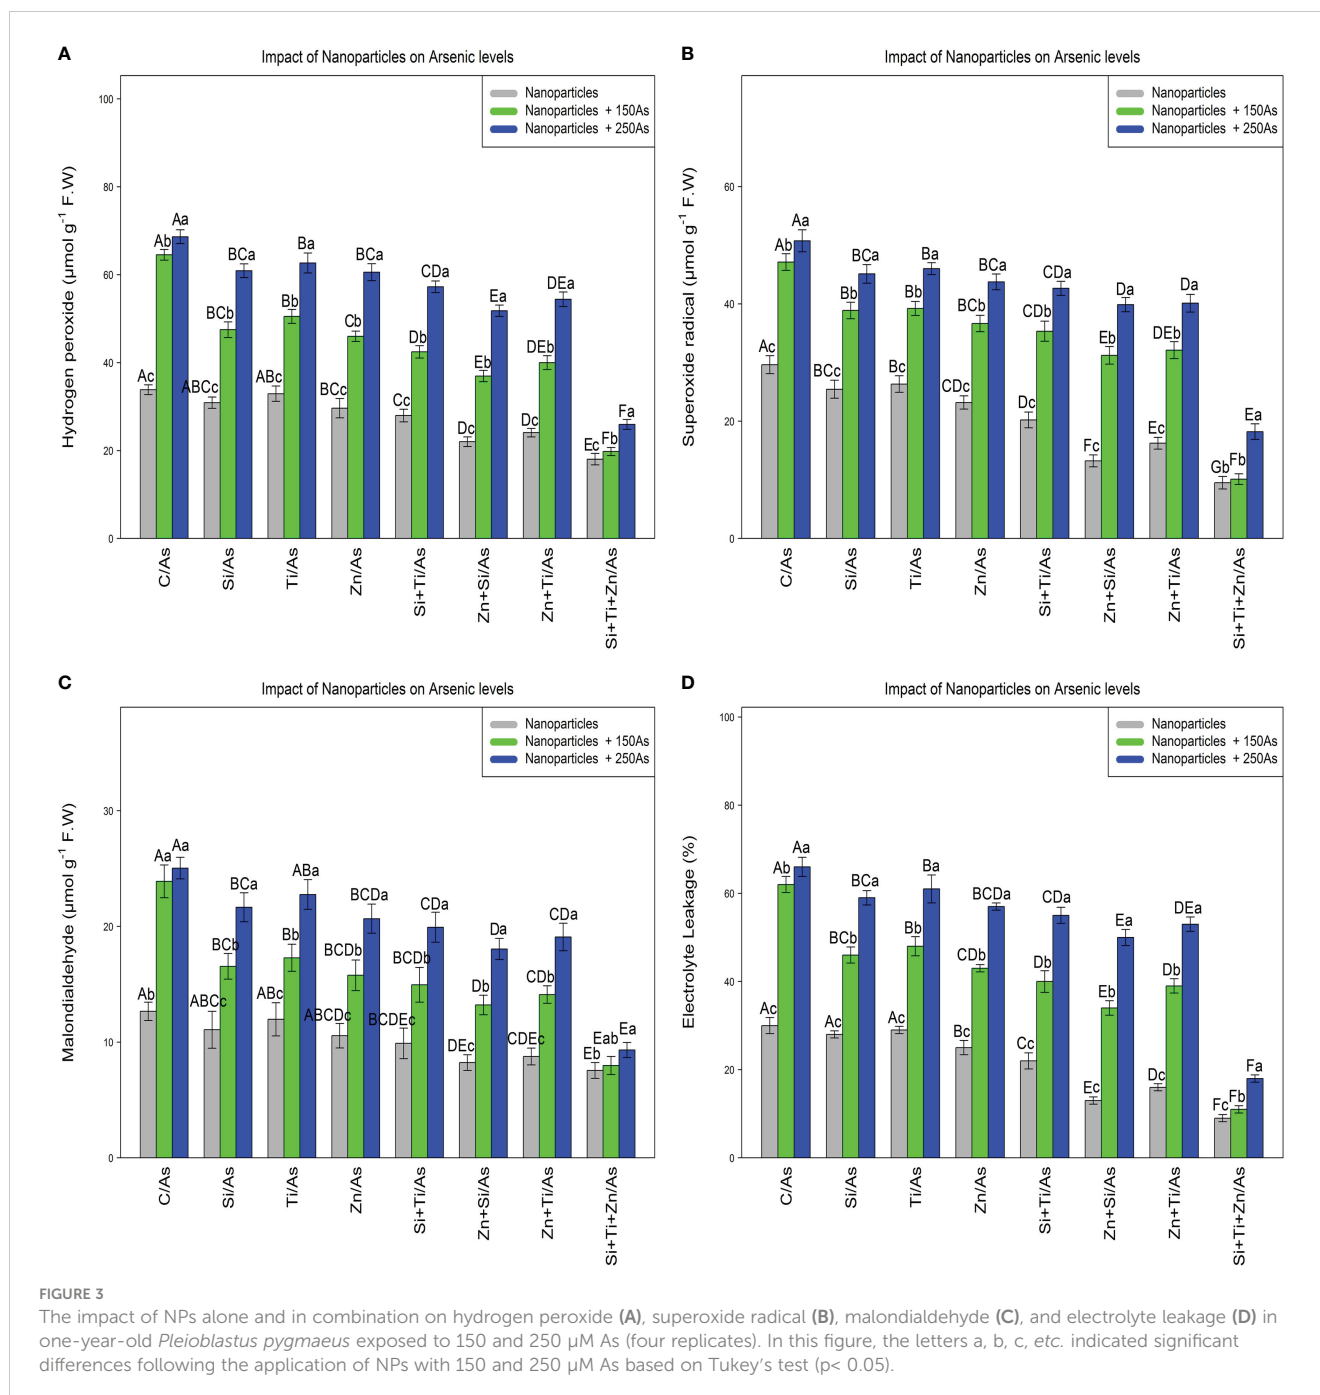 A
Impact of Nanoparticles on Arsenic levels
Nanoparticles
Nanoparticles + 150As
Nanoparticles + 250As
Hydrogen peroxide (µmol g⁻¹ F.W)
100
80
60
40
20
0
Ac Ab Aa
ABCc BCb BCa
ABc Bb Ba
BCc Cb BCa
Cc Db CDa
Dc Eb Ea
Dc DEb DEa
Ec Fb Fa
C/As
Si/As
Ti/As
Zn/As
Si+Ti/As
Zn+Si/As
Zn+Ti/As
Si+Ti+Zn/As
B
Impact of Nanoparticles on Arsenic levels
Nanoparticles
Nanoparticles + 150As
Nanoparticles + 250As
Superoxide radical (µmol g⁻¹ F.W)
60
40
20
0
Ac Ab Aa
BCc Bb BCa
Bc Bb Ba
CDc BCb BCa
Dc CDb CDa
Fc Eb Da
Ec DEb Da
Gb Fb Ea
C/As
Si/As
Ti/As
Zn/As
Si+Ti/As
Zn+Si/As
Zn+Ti/As
Si+Ti+Zn/As
C
Impact of Nanoparticles on Arsenic levels
Nanoparticles
Nanoparticles + 150As
Nanoparticles + 250As
Malondialdehyde (µmol g⁻¹ F.W)
30
20
10
0
Ab Aa Aa
ABCc BCb BCa
ABc Bb ABa
ABCDc BCDb BCDa
BCDEc BCDb CDa
DEc Db Da
CDEc CDb CDa
Eb Eab Ea
C/As
Si/As
Ti/As
Zn/As
Si+Ti/As
Zn+Si/As
Zn+Ti/As
Si+Ti+Zn/As
D
Impact of Nanoparticles on Arsenic levels
Nanoparticles
Nanoparticles + 150As
Nanoparticles + 250As
Electrolyte Leakage (%)
100
80
60
40
20
0
Ac Ab Aa
Ac BCb BCa
Ac Bb Ba
Bc CDb BCDa
Cc Db CDa
Ec Eb Ea
Dc Db DEa
Fc Fb Fa
C/As
Si/As
Ti/As
Zn/As
Si+Ti/As
Zn+Si/As
Zn+Ti/As
Si+Ti+Zn/As
FIGURE 3
The impact of NPs alone and in combination on hydrogen peroxide (A), superoxide radical (B), malondialdehyde (C), and electrolyte leakage (D) in
one-year-old Pleioblastus pygmaeus exposed to 150 and 250 µM As (four replicates). In this figure, the letters a, b, c, etc. indicated significant
differences following the application of NPs with 150 and 250 µM As based on Tukey's test (p< 0.05).